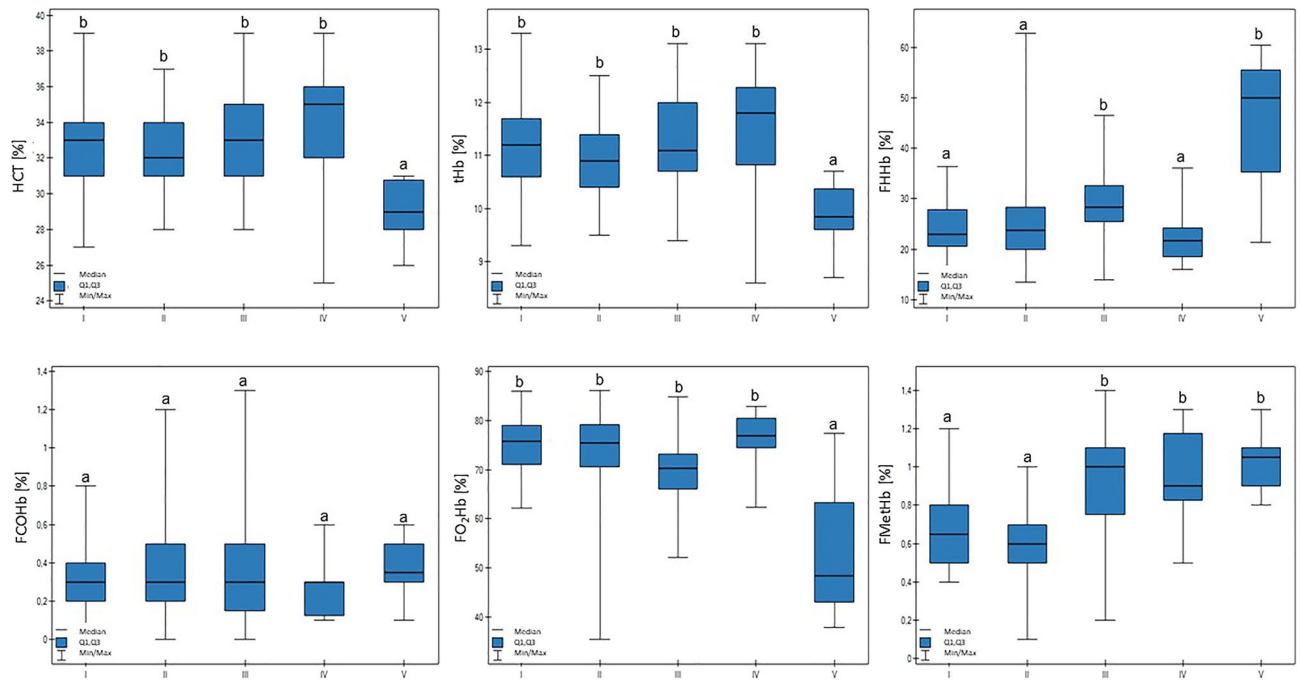 HCT [%]
40
38
36
34
32
30
28
26
24
b
b
b
b
a
Median
Q1,Q3
Min/Max
I
II
III
IV
V
tHb [%]
13
12
11
10
9
b
b
b
b
a
Median
Q1,Q3
Min/Max
I
II
III
IV
V
FHHb [%]
60
50
40
30
20
10
a
a
b
a
b
Median
Q1,Q3
Min/Max
I
II
III
IV
V
FCOHb [%]
1,4
1,2
1
0,8
0,6
0,4
0,2
0
a
a
a
a
a
Median
Q1,Q3
Min/Max
I
II
III
IV
V
FO₂Hb [%]
90
80
70
60
50
40
b
b
b
b
a
Median
Q1,Q3
Min/Max
I
II
III
IV
V
FMetHb [%]
1,4
1,2
1
0,8
0,6
0,4
0,2
0
a
a
b
b
b
Median
Q1,Q3
Min/Max
I
II
III
IV
V